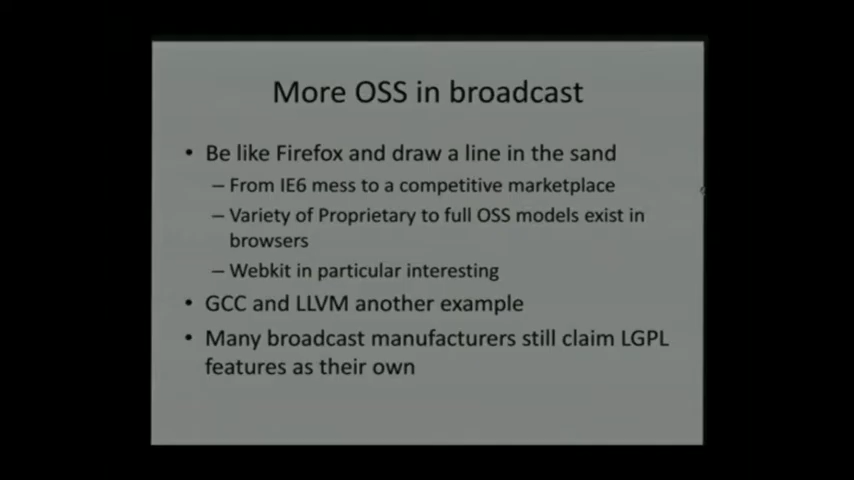 More OSS in broadcast
• Be like Firefox and draw a line in the sand
– From IE6 mess to a competitive marketplace
– Variety of Proprietary to full OSS models exist in
browsers
– Webkit in particular interesting
• GCC and LLVM another example
• Many broadcast manufacturers still claim LGPL
features as their own